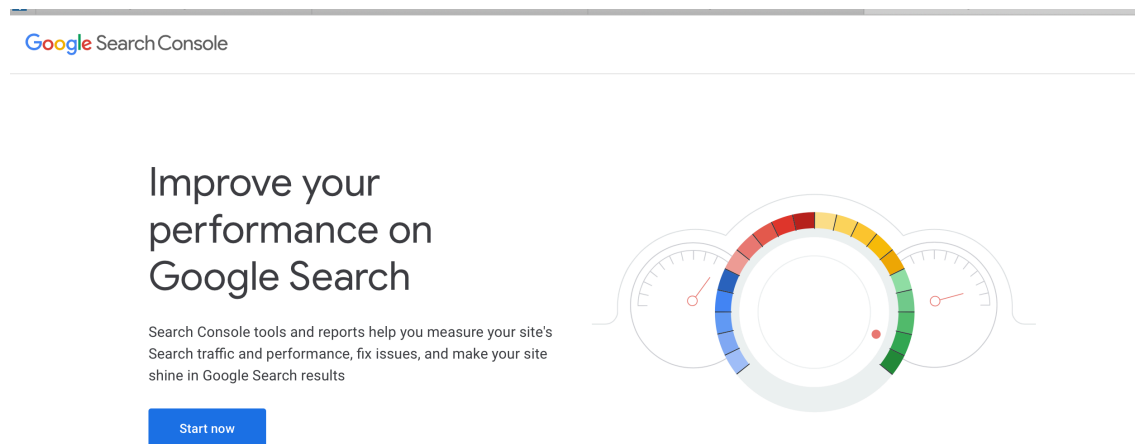 Google Search Console
Improve your
performance on
Google Search
Search Console tools and reports help you measure your site's
Search traffic and performance, fix issues, and make your site
shine in Google Search results
Start now